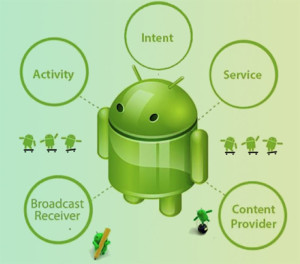 Intent
Activity
Service
Broadcast
Receiver
Content
Provider